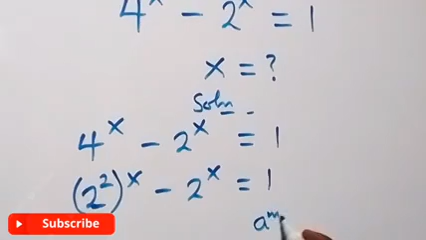 4^x - 2^x = 1
x = ?
Soln
4^x - 2^x = 1
(2^2)^x - 2^x = 1
a^m
Subscribe